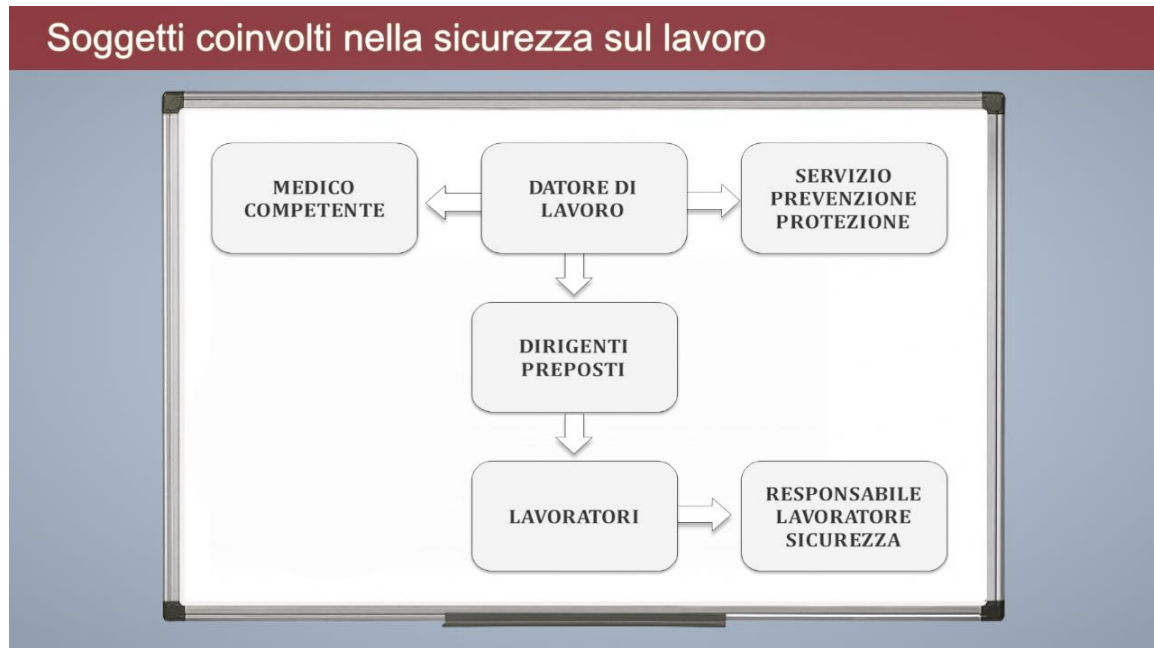 Soggetti coinvolti nella sicurezza sul lavoro
MEDICO
COMPETENTE
DATORE DI
LAVORO
SERVIZIO
PREVENZIONE
PROTEZIONE
DIRIGENTI
PREPOSTI
LAVORATORI
RESPONSABILE
LAVORATORE
SICUREZZA